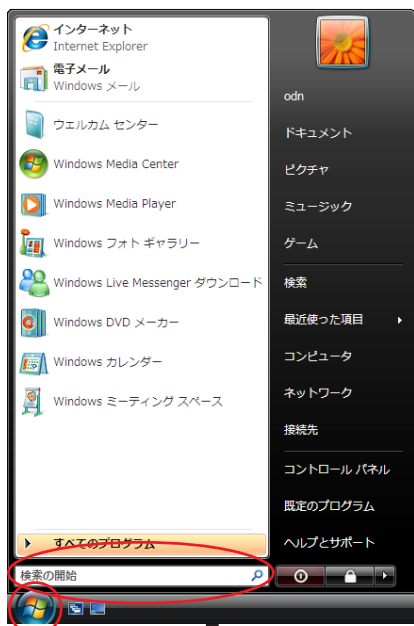 インターネット
Internet Explorer
電子メール
Windows メール
ウェルカム センター
Windows Media Center
Windows Media Player
Windows フォト ギャラリー
Windows Live Messenger ダウンロード
Windows DVD メーカー
Windows カレンダー
Windows ミーティング スペース
すべてのプログラム
検索の開始
odn
ドキュメント
ピクチャ
ミュージック
ゲーム
検索
最近使った項目
コンピュータ
ネットワーク
接続先
コントロール パネル
既定のプログラム
ヘルプとサポート